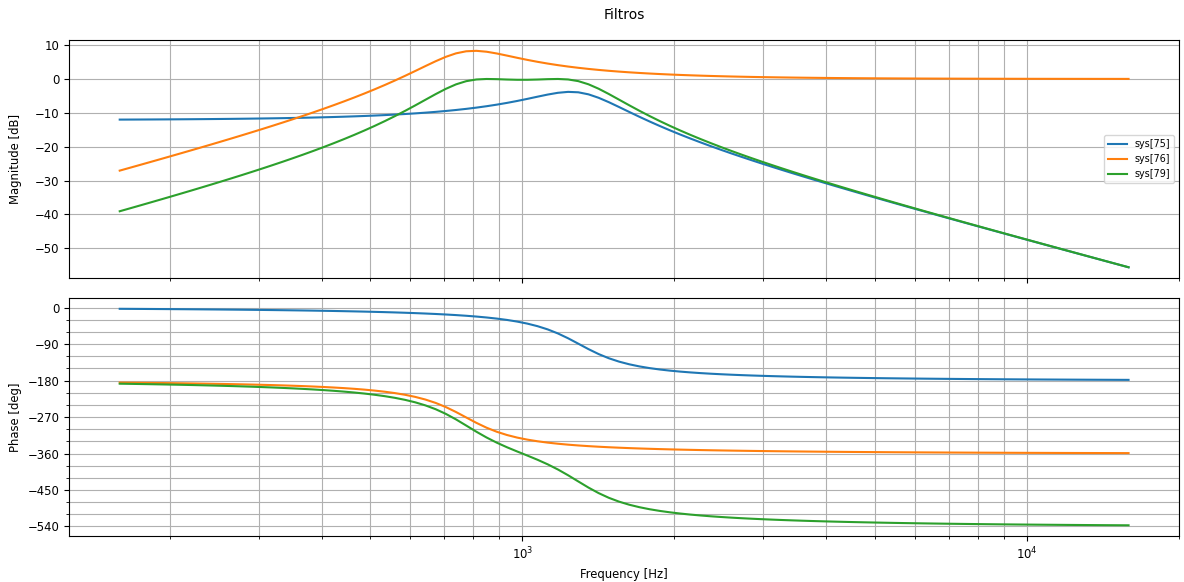 Filtros
10
0
−10
−20
−30
−40
−50
Magnitude [dB]
sys[75]
sys[76]
sys[79]
0
−90
−180
−270
−360
−450
−540
Phase [deg]
10³
10⁴
Frequency [Hz]